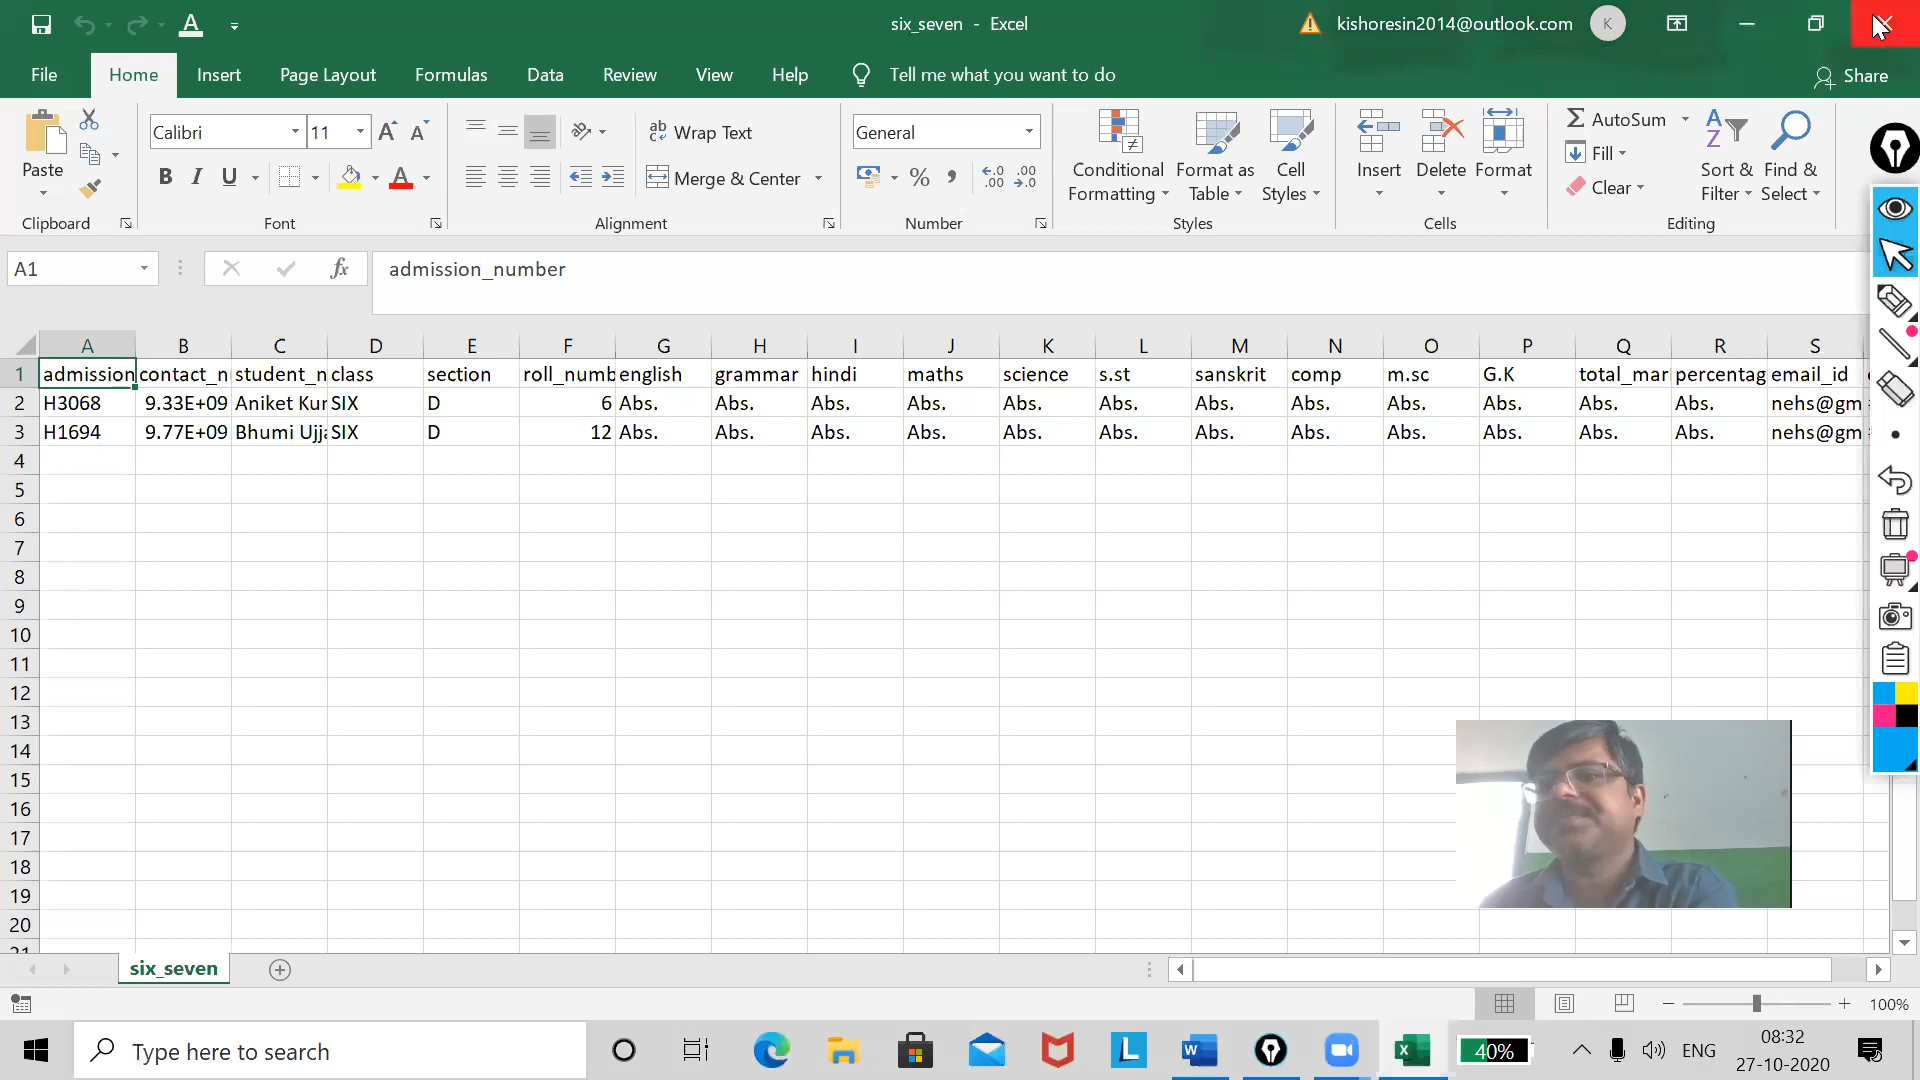 six_seven - Excel
kishoresin2014@outlook.com K
File Home Insert Page Layout Formulas Data Review View Help Tell me what you want to do Share
Paste Calibri 11 Wrap Text General Conditional Formatting Format as Table Cell Styles Insert Delete Format AutoSum Sort & Filter Find & Select
B I U Merge & Center Fill Clear
Clipboard Font Alignment Number Styles Cells Editing
A1 fx admission_number
A B C D E F G H I J K L M N O P Q R S
1 admission contact_n student_n class section roll_numb english grammar hindi maths science s.st sanskrit comp m.sc G.K total_mar percentag email_id
2 H3068 9.33E+09 Aniket Kur SIX D 6 Abs. Abs. Abs. Abs. Abs. Abs. Abs. Abs. Abs. Abs. Abs. Abs. nehs@gm
3 H1694 9.77E+09 Bhumi Ujja SIX D 12 Abs. Abs. Abs. Abs. Abs. Abs. Abs. Abs. Abs. Abs. Abs. Abs. nehs@gm
4
5
6
7
8
9
10
11
12
13
14
15
16
17
18
19
20
six_seven
100%
Type here to search 40% ENG 08:32
27-10-2020